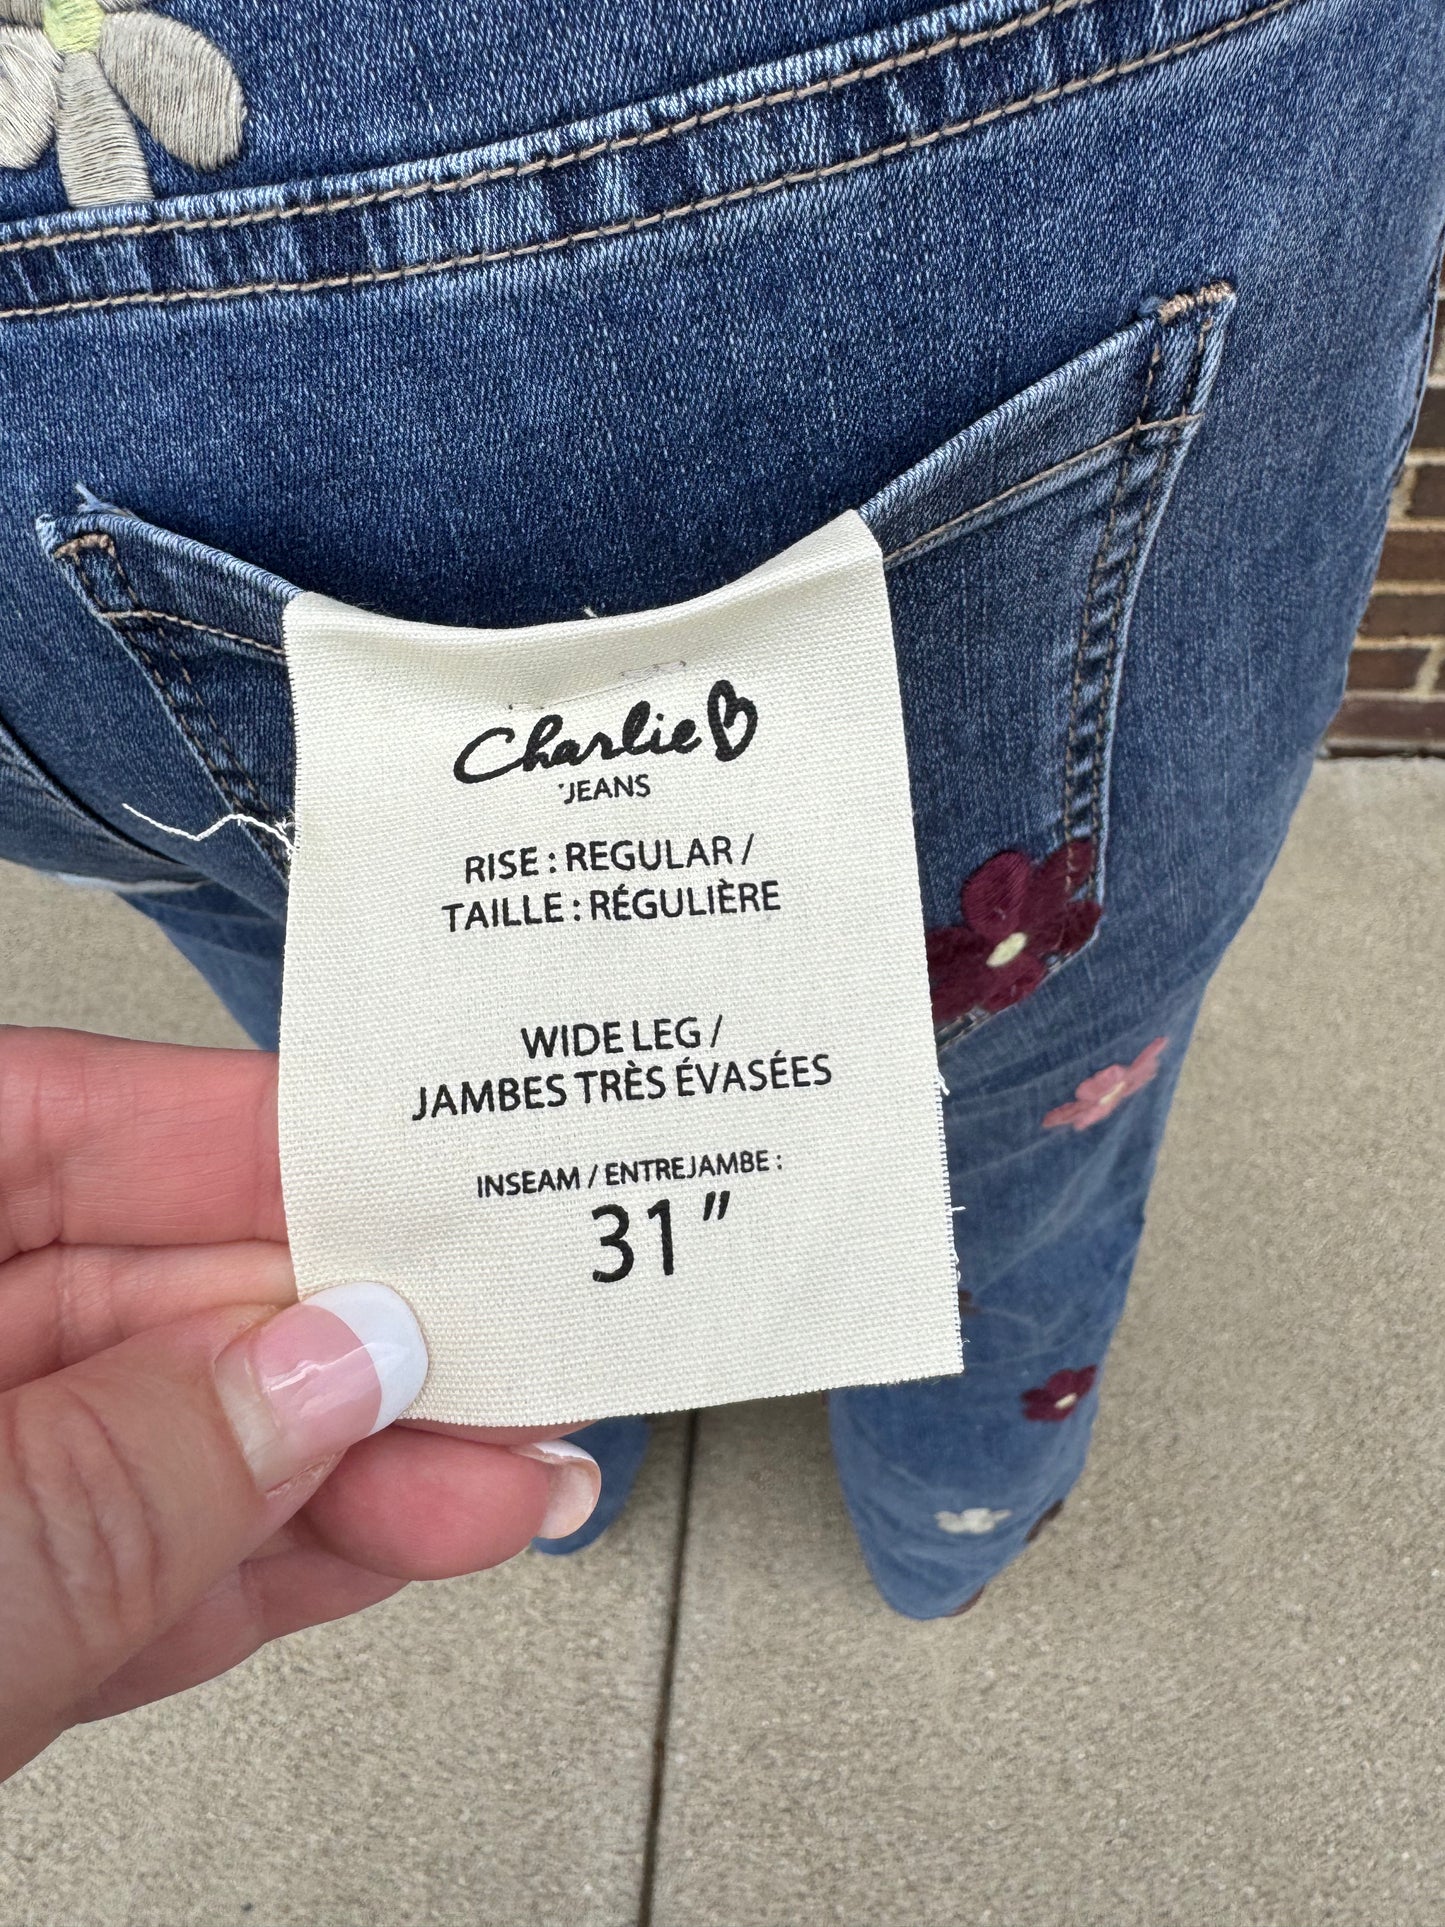 Charlie B
JEANS
RISE : REGULAR /
TAILLE : RÉGULIÈRE
WIDE LEG /
JAMBES TRÈS ÉVASÉES
INSEAM / ENTREJAMBE :
31"